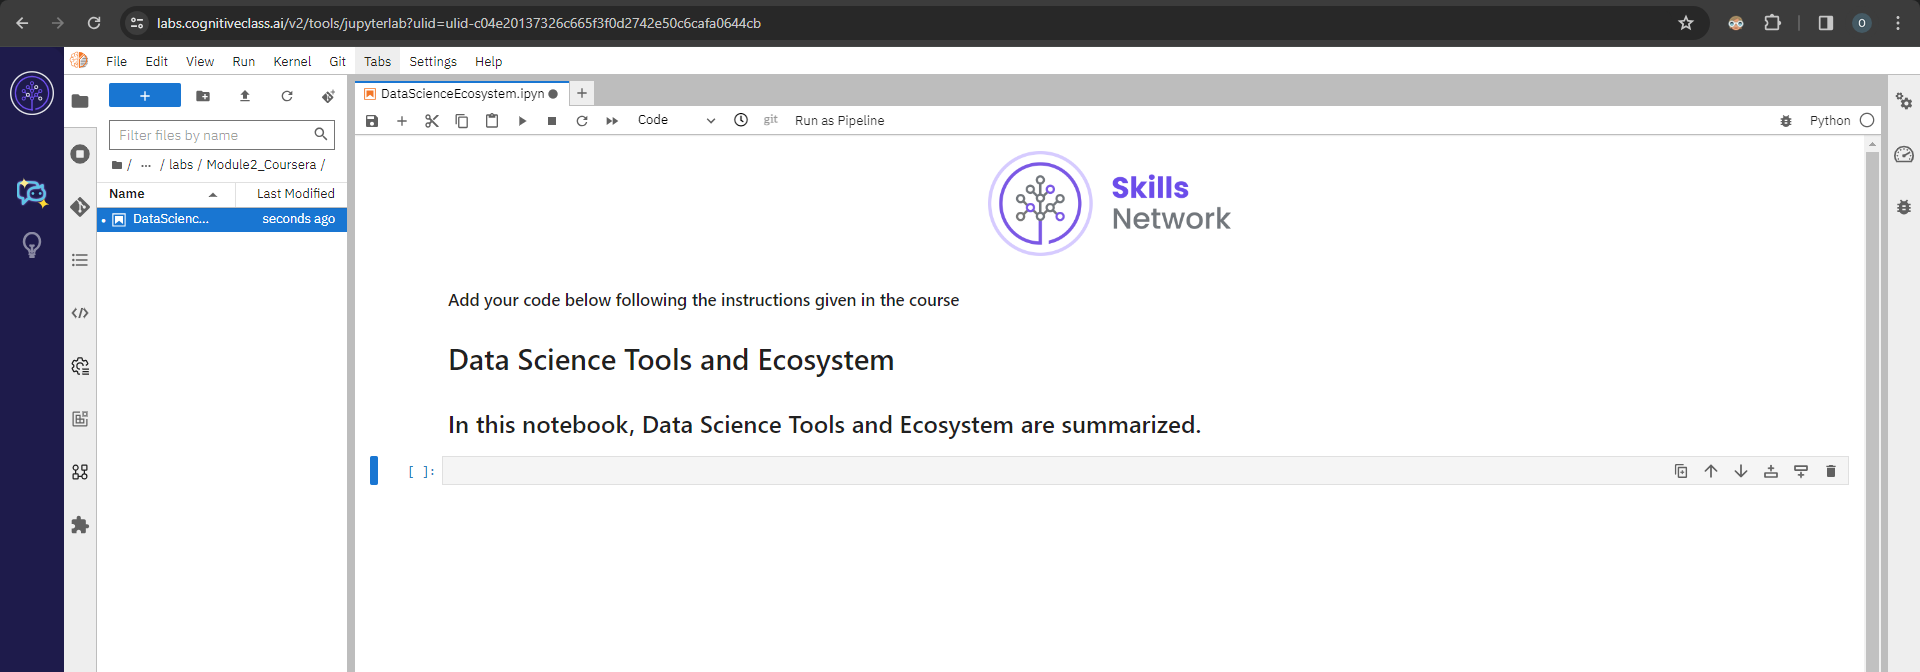 labs.cognitiveclass.ai/v2/tools/jupyterlab?ulid=ulid-c04e20137326c665f3f0d2742e50c6cafa0644cb
O
File Edit View Run Kernel Git Tabs Settings Help
+
DataScienceEcosystem.ipyn
+
Filter files by name
Code
git
Run as Pipeline
Python
/ ... / labs / Module2_Coursera /
Name
Last Modified
DataScienc...
seconds ago
Skills
Network
Add your code below following the instructions given in the course
Data Science Tools and Ecosystem
In this notebook, Data Science Tools and Ecosystem are summarized.
[ ]: